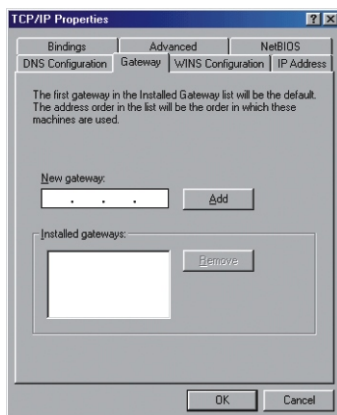 TCP/IP Properties
Bindings Advanced NetBIOS
DNS Configuration Gateway WINS Configuration IP Address
The first gateway in the Installed Gateway list will be the default.
The address order in the list will be the order in which these
machines are used.
New gateway:
. . .
Add
Installed gateways:
Remove
OK Cancel